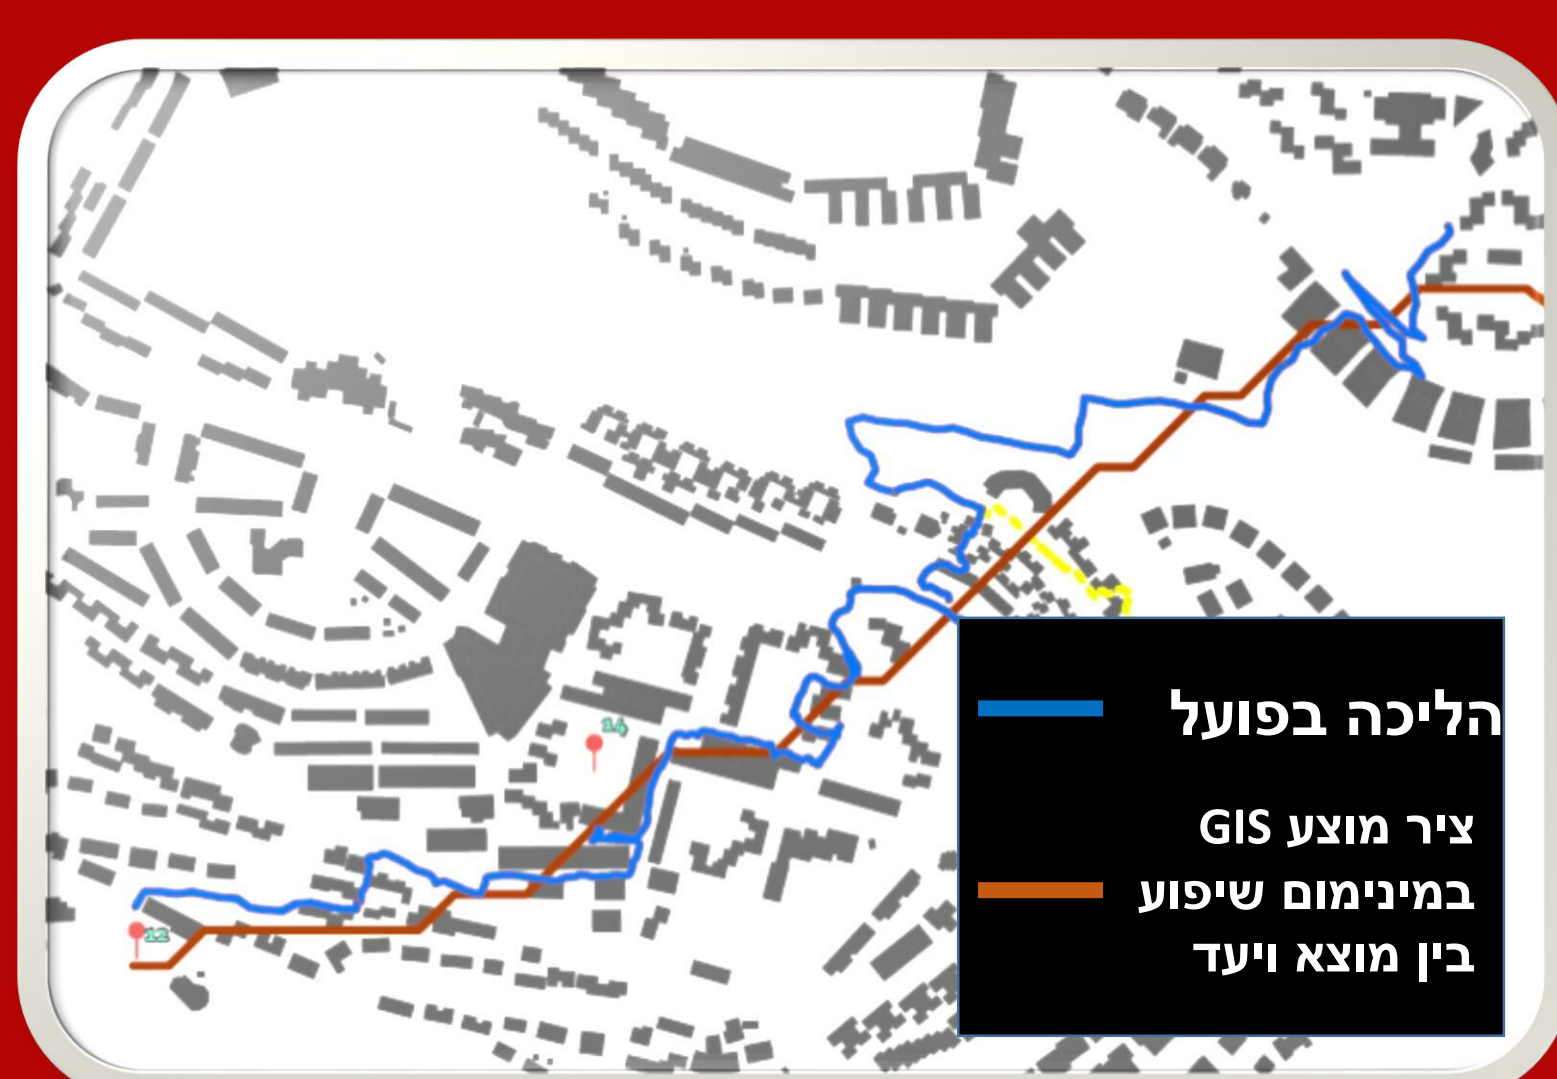 14
12
הליכה בפועל
ציר מוצע GIS
במינימום שיפוע
בין מוצא ויעד